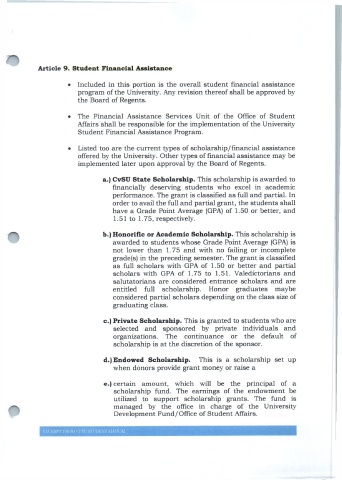 Article 9. Student Financial Assistance
• Included in this portion is the overall student financial assistance
program of the University. Any revision thereof shall be approved by
the Board of Regents.
• The Financial Assistance Services Unit of the Office of Student
Affairs shall be responsible for the implementation of the University
Student Financial Assistance Program.
• Listed too are the current types of scholarship/financial assistance
offered by the University. Other types of financial assistance may be
implemented later upon approval by the Board of Regents.
a.) CvSU State Scholarship. This scholarship is awarded to
financially deserving students who excel in academic
performance. The grant is classified as full and partial. In
order to avail the full and partial grant, the students shall
have a Grade Point Average (GPA) of 1.50 or better, and
1.51 to 1.75, respectively.
b.) Honorific or Academic Scholarship. This scholarship is
awarded to students whose Grade Point Average (GPA) is
not lower than 1.75 and with no failing or incomplete
grade(s) in the preceding semester. The grant is classified
as full scholars with GPA of 1.50 or better and partial
scholars with GPA of 1.75 to 1.51. Valedictorians and
salutatorians are considered entrance scholars and are
entitled full scholarship. Honor graduates maybe
considered partial scholars depending on the class size of
graduating class.
c.) Private Scholarship. This is granted to students who are
selected and sponsored by private individuals and
organizations. The continuance or the default of
scholarship is at the discretion of the sponsor.
d.) Endowed Scholarship. This is a scholarship set up
when donors provide grant money or raise a
e.) certain amount, which will be the principal of a
scholarship fund. The earnings of the endowment be
utilized to support scholarship grants. The fund is
managed by the office in charge of the University
Development Fund/Office of Student Affairs.